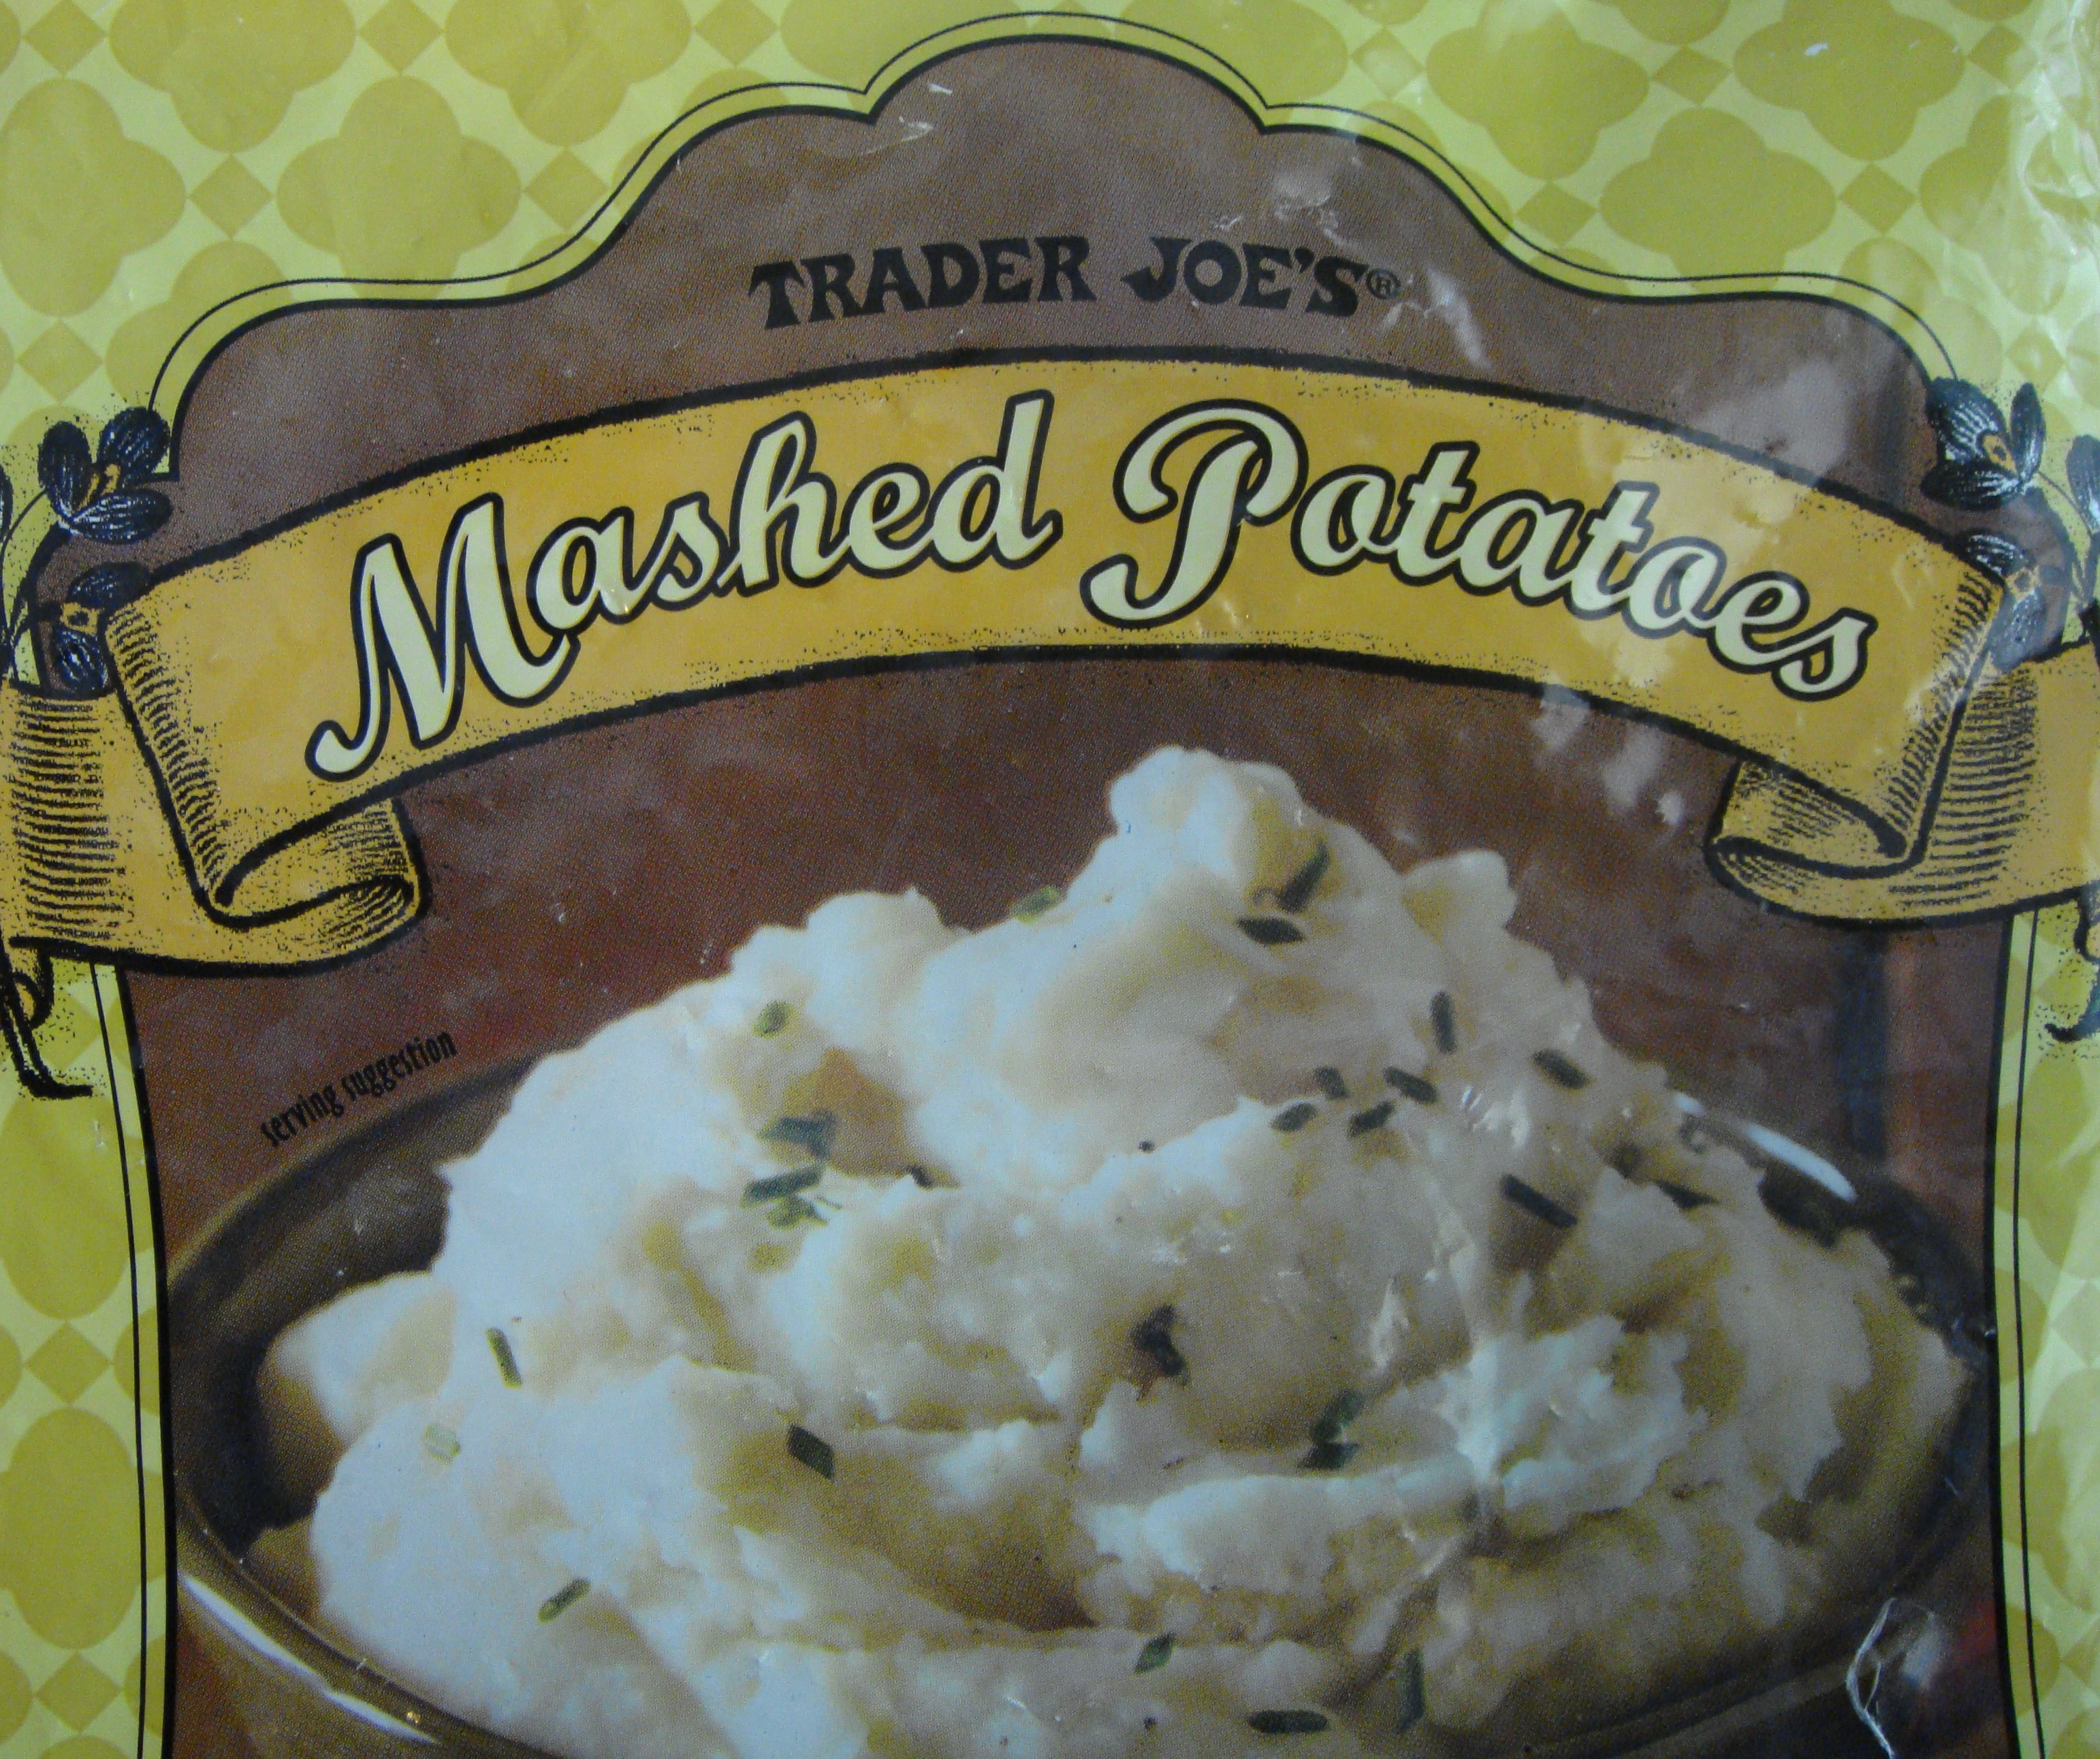 TRADER JOE'S®
Mashed Potatoes
serving suggestion